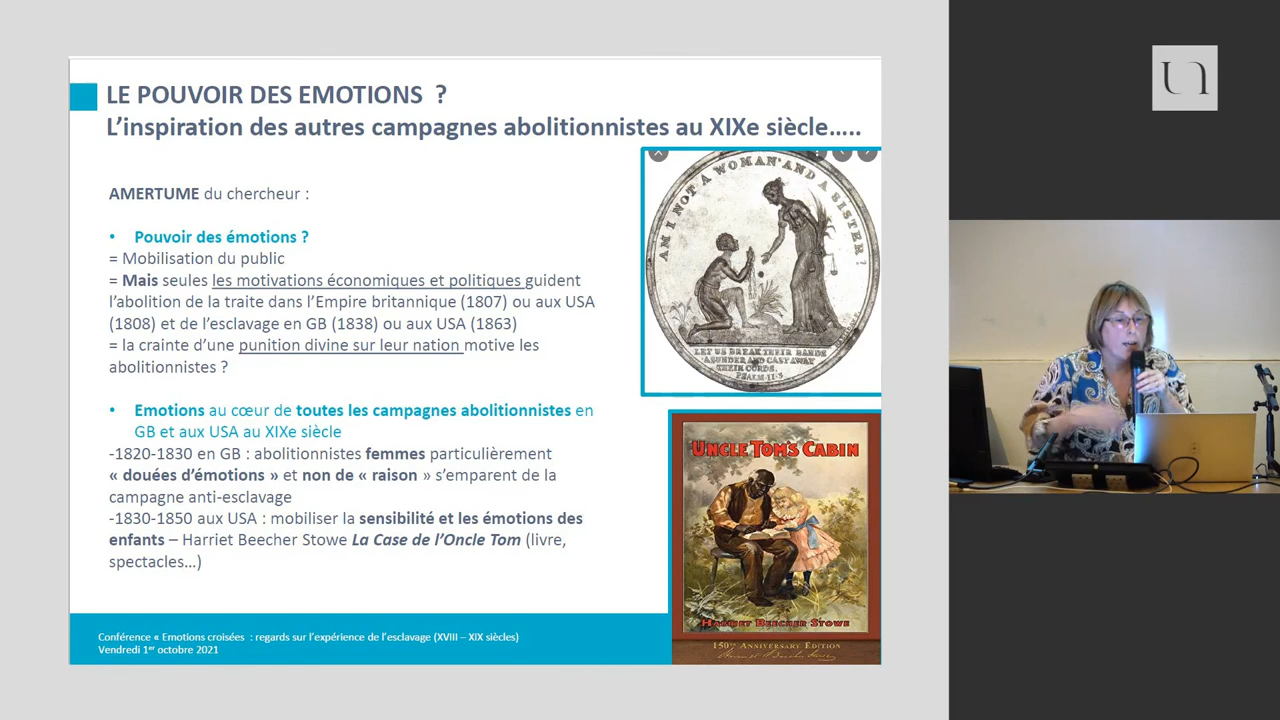 LE POUVOIR DES EMOTIONS ?
L’inspiration des autres campagnes abolitionnistes au XIXe siècle…..
AMERTUME du chercheur :
• Pouvoir des émotions ?
= Mobilisation du public
= Mais seules les motivations économiques et politiques guident
l’abolition de la traite dans l’Empire britannique (1807) ou aux USA
(1808) et de l’esclavage en GB (1838) ou aux USA (1863)
= la crainte d’une punition divine sur leur nation motive les
abolitionnistes ?
• Emotions au cœur de toutes les campagnes abolitionnistes en
GB et aux USA au XIXe siècle
-1820-1830 en GB : abolitionnistes femmes particulièrement
« douées d’émotions » et non de « raison » s’emparent de la
campagne anti-esclavage
-1830-1850 aux USA : mobiliser la sensibilité et les émotions des
enfants – Harriet Beecher Stowe La Case de l’Oncle Tom (livre,
spectacles…)
AM I NOT A WOMAN AND A SISTER?
LET US BREAK THEIR BANDS
ASUNDER AND CAST AWAY
THEIR CORDS.
PSALM II·3
UNCLE TOM'S CABIN
HARRIET BEECHER STOWE
150TH ANNIVERSARY EDITION
Conférence « Emotions croisées : regards sur l’expérience de l’esclavage (XVIII – XIX siècles)
Vendredi 1er octobre 2021